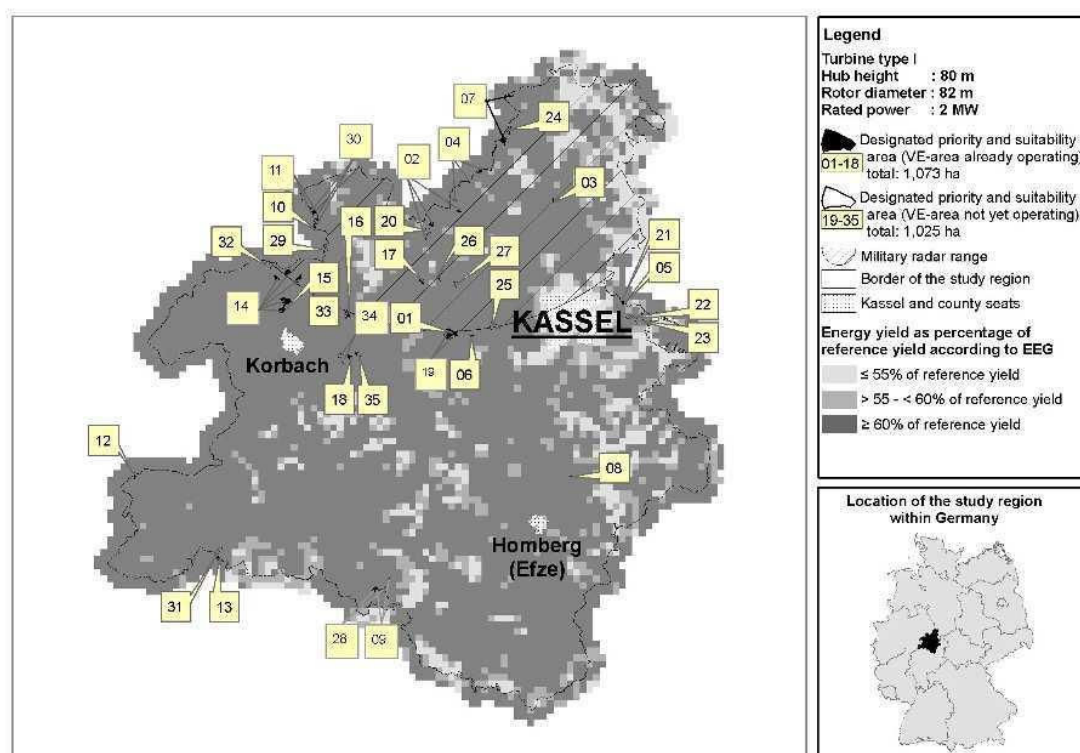 07
24
30
04
02
11
03
10
16
20
21
29
26
32
17
27
05
15
25
14
33
34
01
22
KASSEL
23
Korbach
19
06
18
35
12
08
Homberg
(Efze)
31
13
28
09
Legend
Turbine type I
Hub height : 80 m
Rotor diameter : 82 m
Rated power : 2 MW
Designated priority and suitability
01-18 area (VE-area already operating)
total: 1,073 ha
Designated priority and suitability
19-35 area (VE-area not yet operating)
total: 1,025 ha
Military radar range
Border of the study region
Kassel and county seats
Energy yield as percentage of
reference yield according to EEG
≤ 55% of reference yield
> 55 - < 60% of reference yield
≥ 60% of reference yield
Location of the study region
within Germany